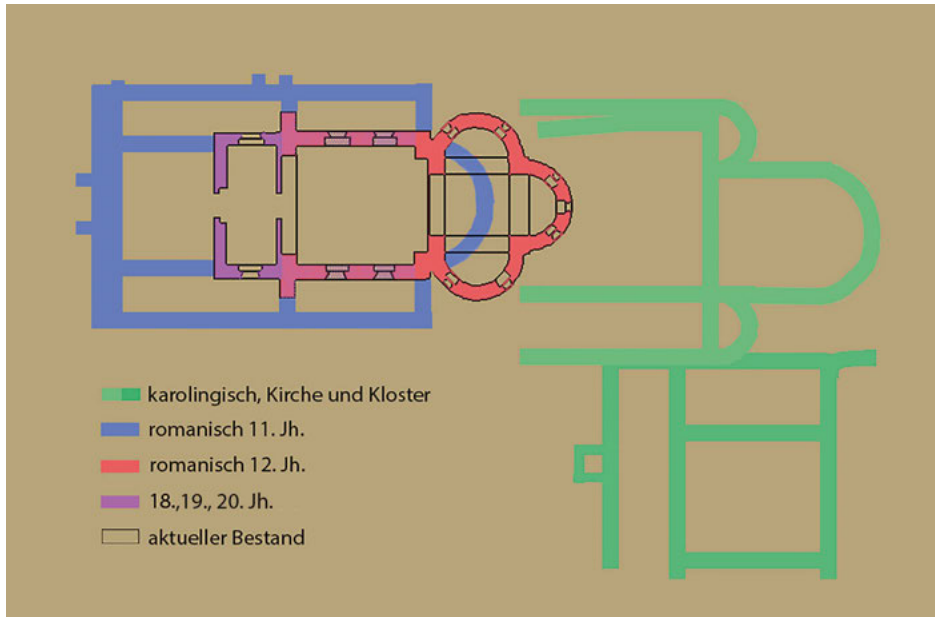 karolingisch, Kirche und Kloster
romanisch 11. Jh.
romanisch 12. Jh.
18.,19., 20. Jh.
aktueller Bestand